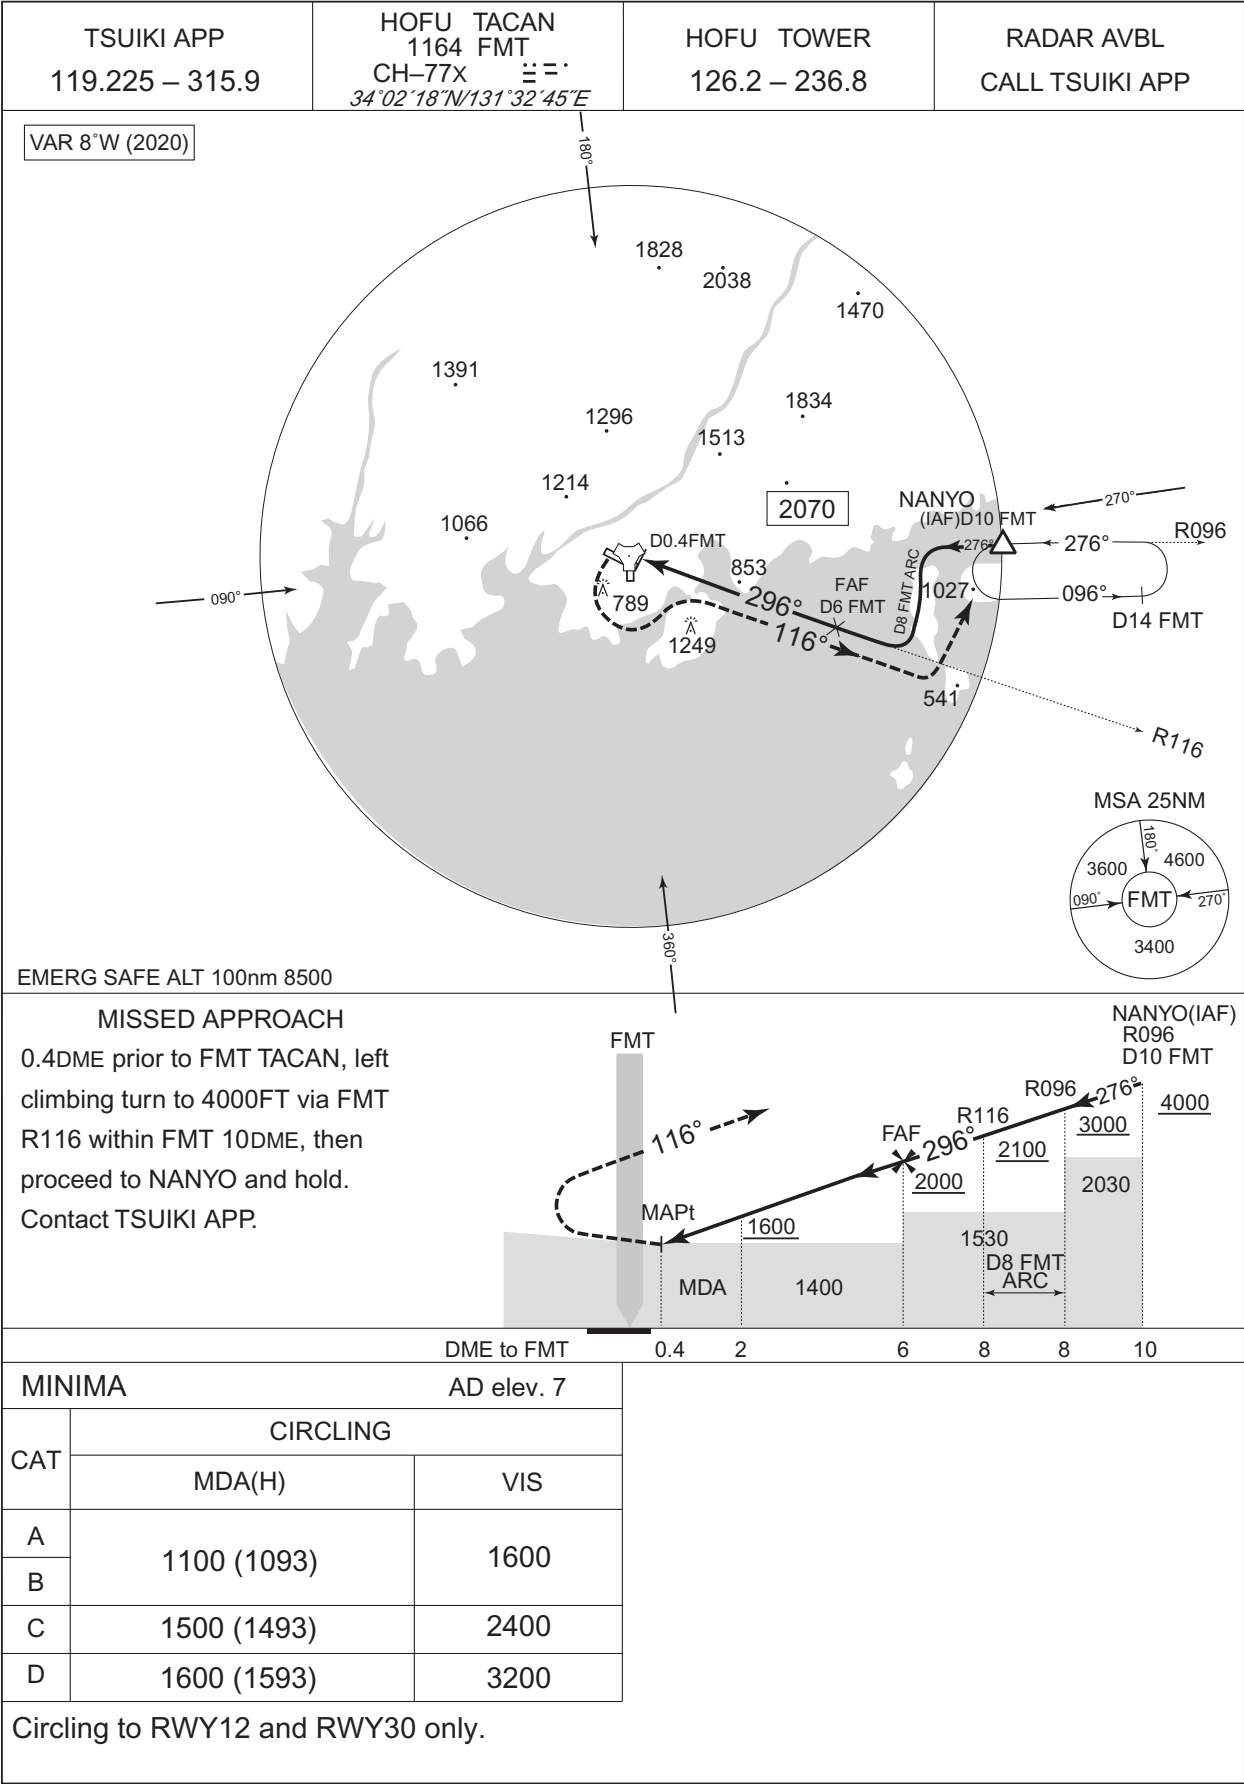 TSUIKI APP
119.225 – 315.9
HOFU TACAN
1164 FMT
CH–77X
34˚02´18˝N/131˚32´45˝E
HOFU TOWER
126.2 – 236.8
RADAR AVBL
CALL TSUIKI APP
VAR 8˚W (2020)
180°
1828
2038
1470
1391
1296
1834
1513
1214
1066
2070
NANYO
(IAF)D10 FMT
270°
R096
276°
276°
D0.4FMT
853
FAF
D6 FMT
D8 FMT ARC
1027
096°
D14 FMT
090°
789
296°
116°
1249
541
R116
MSA 25NM
180°
3600
4600
090°
FMT
270°
3400
360°
EMERG SAFE ALT 100nm 8500
MISSED APPROACH
0.4DME prior to FMT TACAN, left
climbing turn to 4000FT via FMT
R116 within FMT 10DME, then
proceed to NANYO and hold.
Contact TSUIKI APP.
FMT
NANYO(IAF)
R096
D10 FMT
R096
276°
4000
R116
3000
FAF
296°
2100
116°
2000
2030
MAPt
1600
1530
D8 FMT
ARC
MDA
1400
DME to FMT
0.4
2
6
8
8
10
MINIMA
AD elev. 7
CAT
CIRCLING
MDA(H)
VIS
A
B
1100 (1093)
1600
C
1500 (1493)
2400
D
1600 (1593)
3200
Circling to RWY12 and RWY30 only.